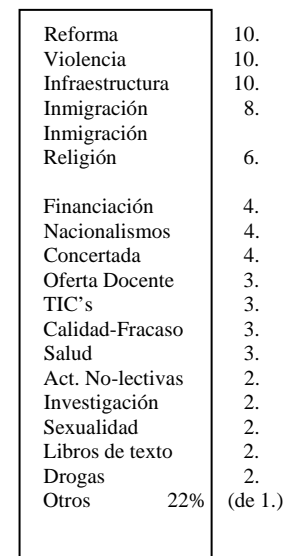 Reforma 10.
Violencia 10.
Infraestructura 10.
Inmigración 8.
Inmigración
Religión 6.
Financiación 4.
Nacionalismos 4.
Concertada 4.
Oferta Docente 3.
TIC's 3.
Calidad-Fracaso 3.
Salud 3.
Act. No-lectivas 2.
Investigación 2.
Sexualidad 2.
Libros de texto 2.
Drogas 2.
Otros 22% (de 1.)